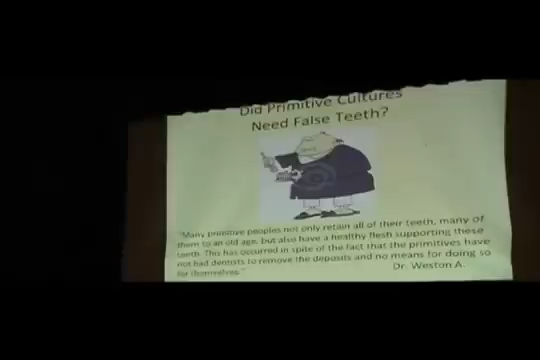 Did Primitive Cultures
Need False Teeth?
"Many primitive peoples not only retain all of their teeth, many of
them to an old age, but also have a healthy flesh supporting these
teeth. This has occurred in spite of the fact that the primitives have
not had dentists to remove the deposits and no means for doing so
for themselves."
Dr. Weston A.